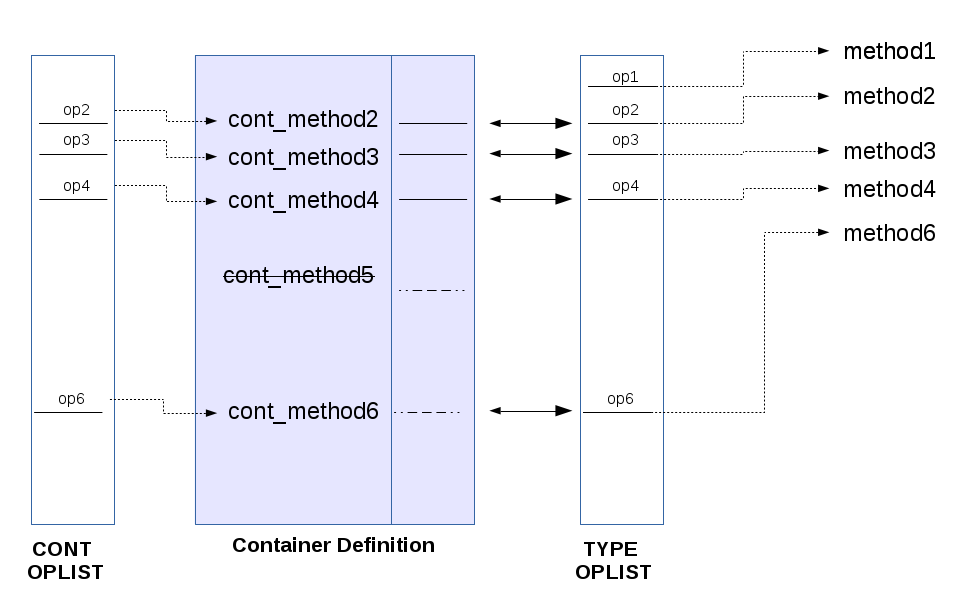 op2
op3
op4
op6
CONT
OPLIST
cont_method2
cont_method3
cont_method4
cont_method5
cont_method6
Container Definition
op1
op2
op3
op4
op6
TYPE
OPLIST
method1
method2
method3
method4
method6